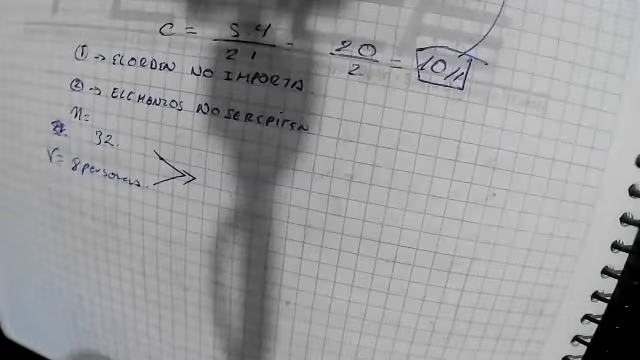 C = 5.4 / 2! = 20 / 2 = 10 //
① → EL ORDEN NO IMPORTA.
② → ELEMENTOS NO SE REPITEN
n =
32.
r = 8 personas.